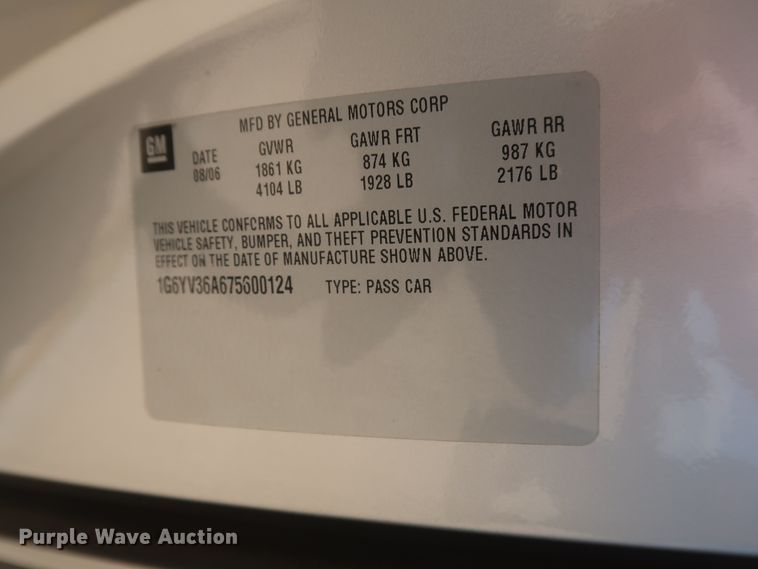 MFD BY GENERAL MOTORS CORP
GM DATE GVWR GAWR FRT GAWR RR
08/06 1861 KG 874 KG 987 KG
4104 LB 1928 LB 2176 LB
THIS VEHICLE CONFORMS TO ALL APPLICABLE U.S. FEDERAL MOTOR
VEHICLE SAFETY, BUMPER, AND THEFT PREVENTION STANDARDS IN
EFFECT ON THE DATE OF MANUFACTURE SHOWN ABOVE.
1G6YV36A675600124 TYPE: PASS CAR
Purple Wave Auction